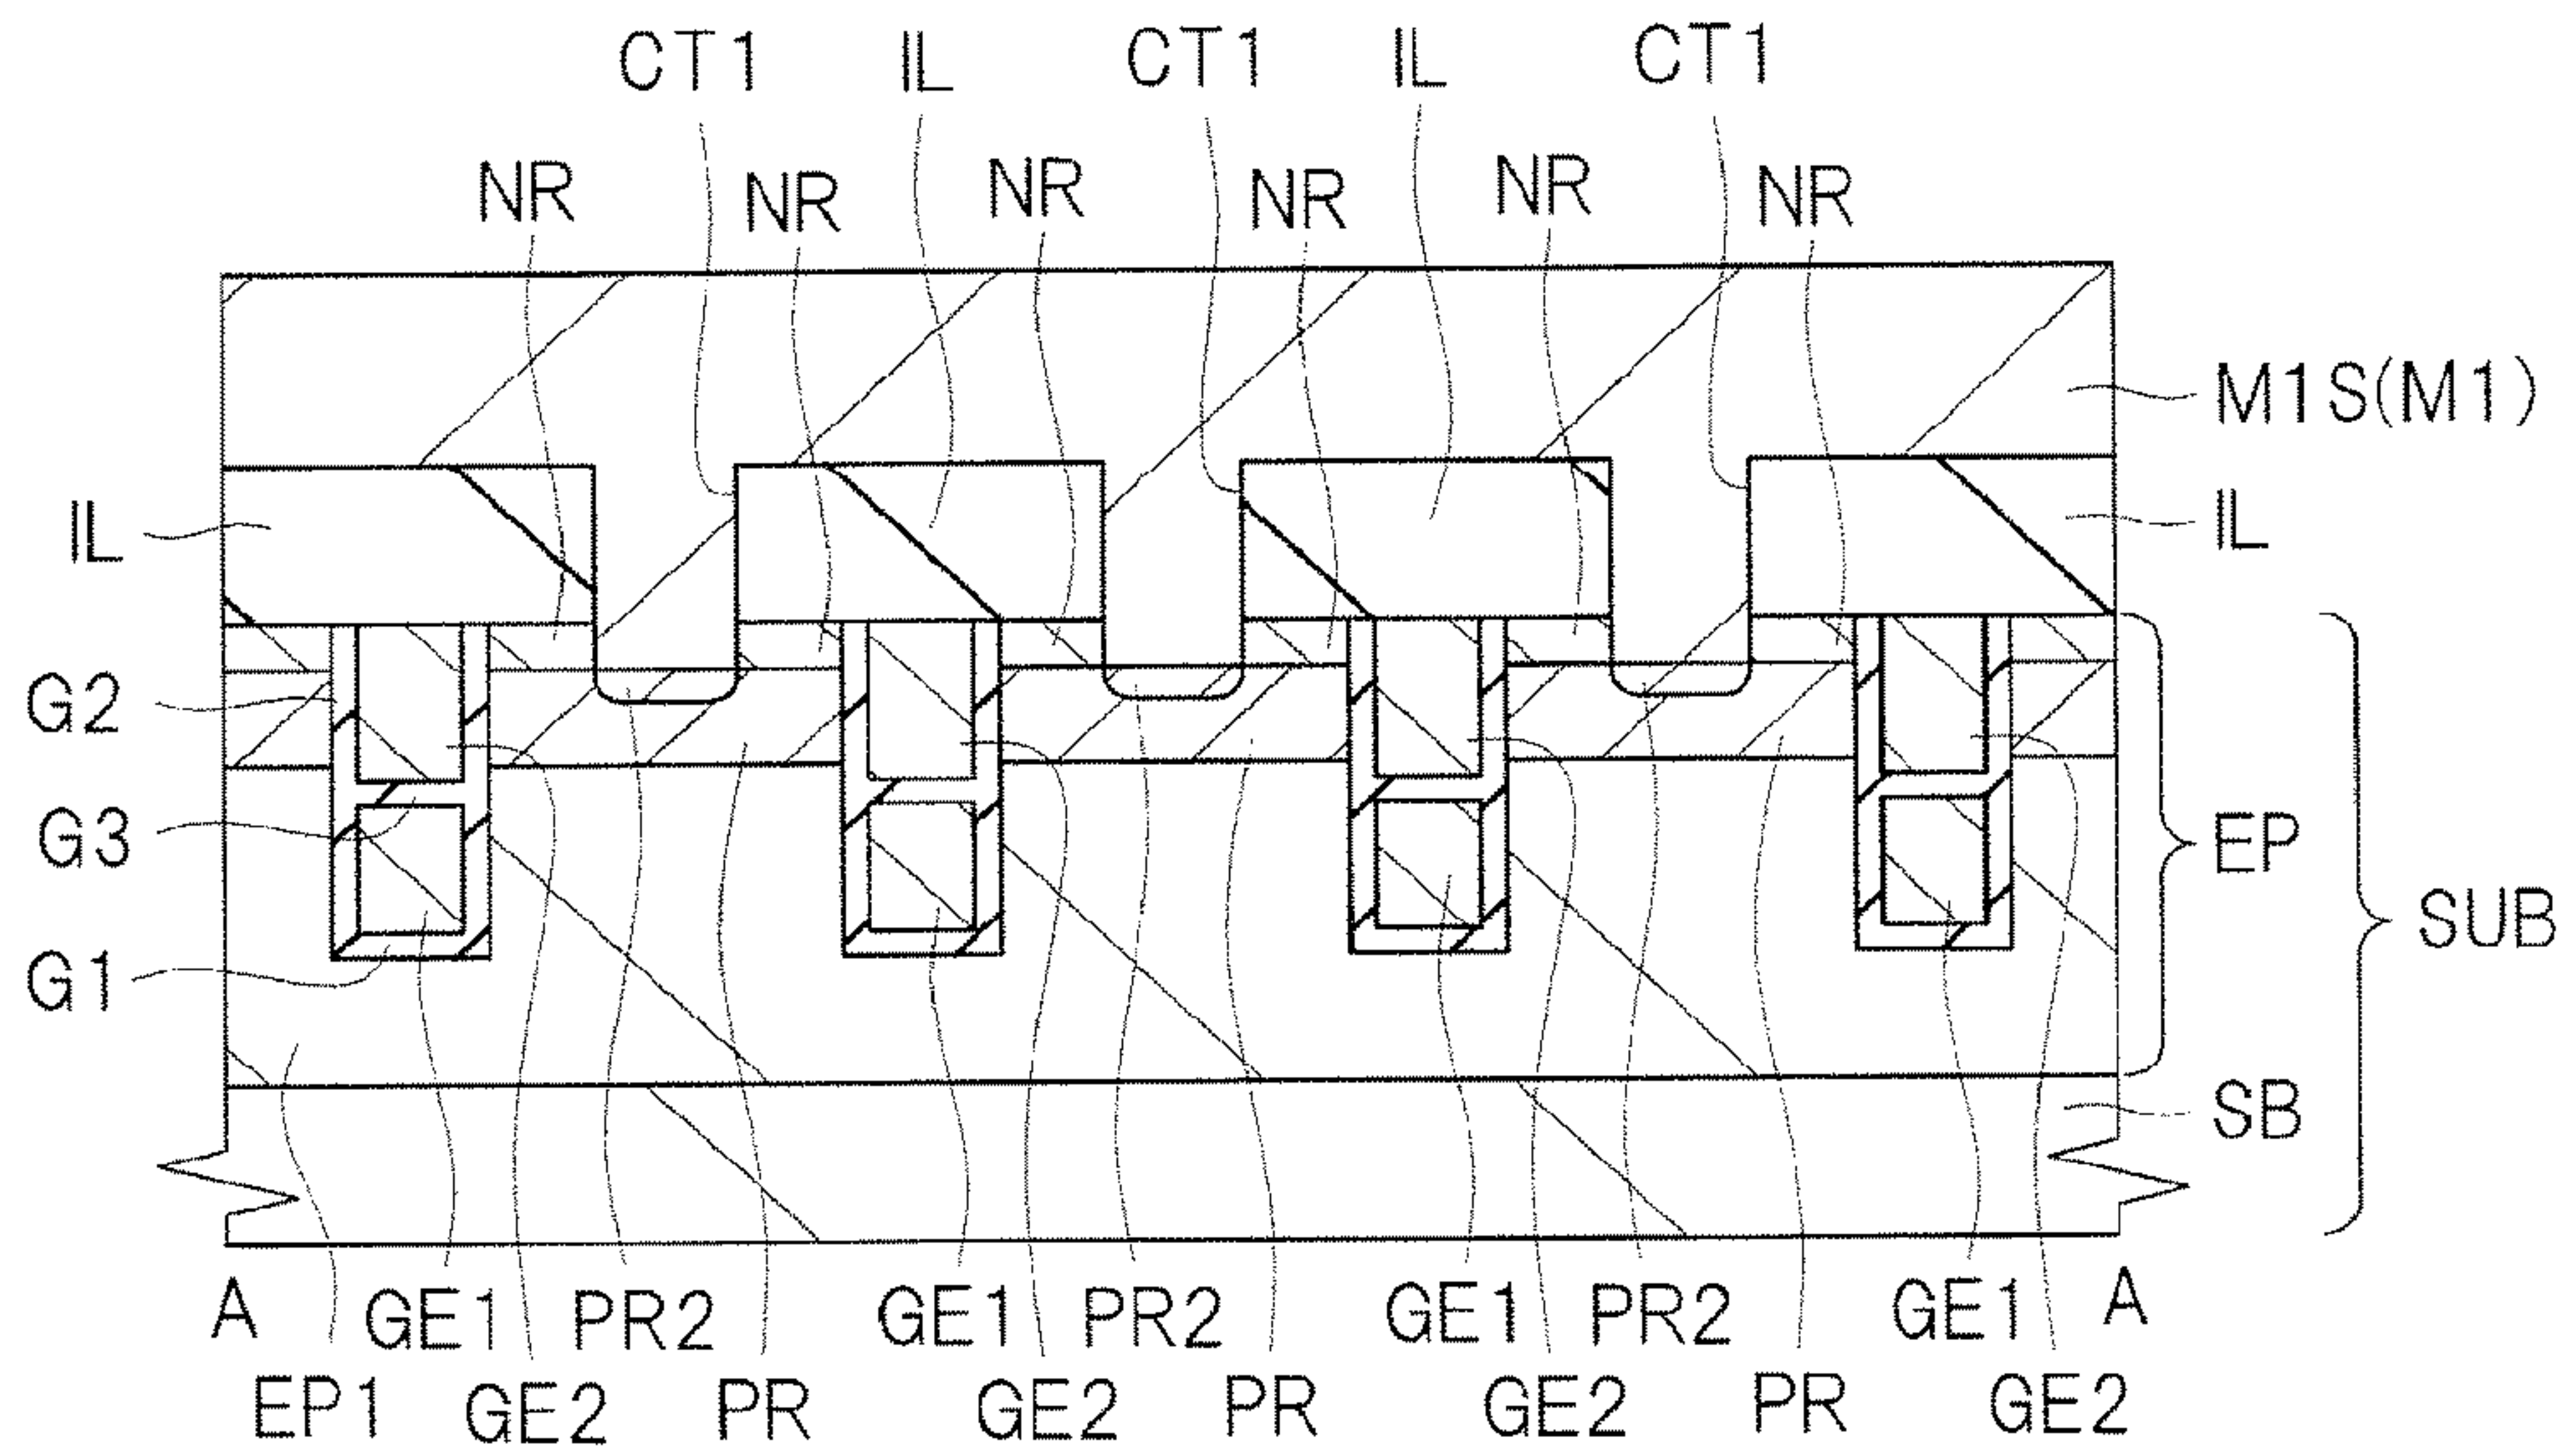 CT1 IL CT1 IL CT1
NR NR NR NR NR NR
M1S(M1)
IL IL
G2
G3 EP
SUB
G1
SB
A GE1 PR2 GE1 PR2 GE1 PR2 GE1 A
EP1 GE2 PR GE2 PR GE2 PR GE2